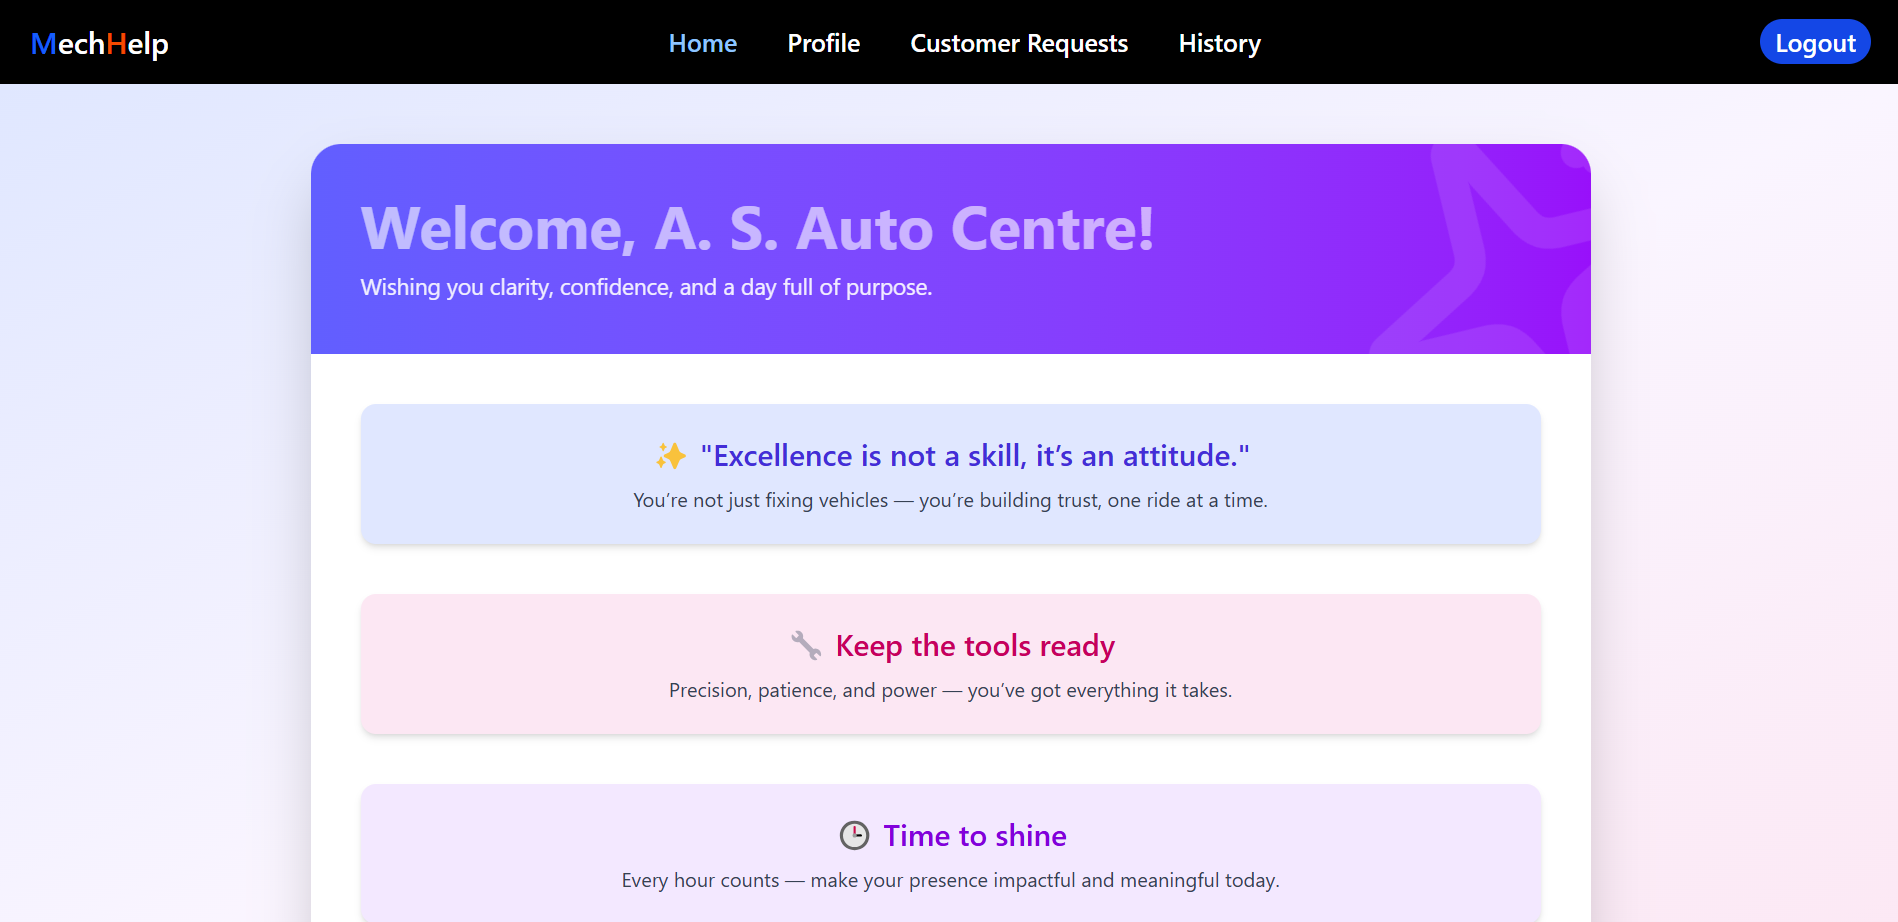 MechHelp
Home Profile Customer Requests History
Logout
Welcome, A. S. Auto Centre!
Wishing you clarity, confidence, and a day full of purpose.
✨ "Excellence is not a skill, it’s an attitude."
You’re not just fixing vehicles — you’re building trust, one ride at a time.
🔧 Keep the tools ready
Precision, patience, and power — you’ve got everything it takes.
🕒 Time to shine
Every hour counts — make your presence impactful and meaningful today.